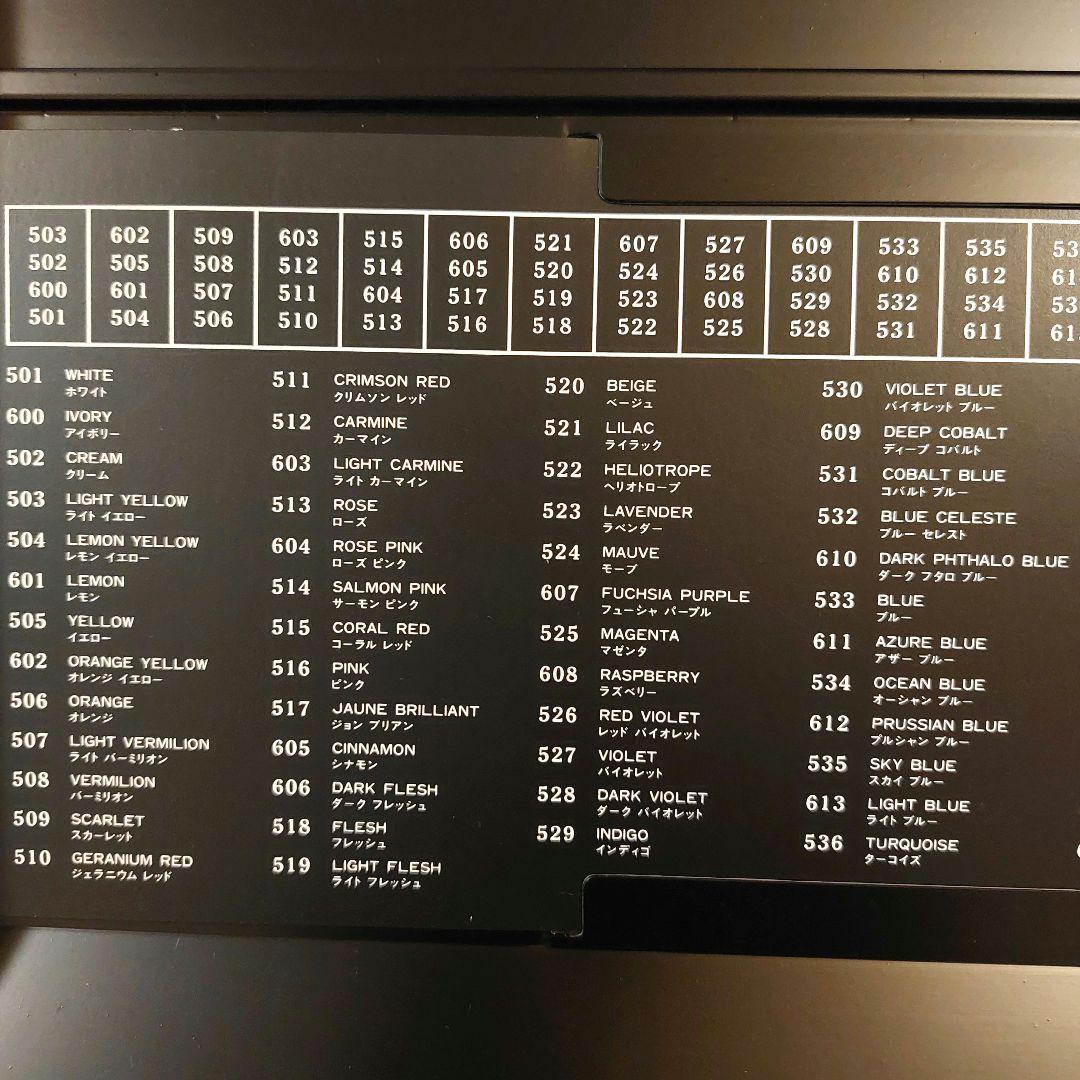 503 602 509 603 515 606 521 607 527 609 533 535
502 505 508 512 514 605 520 524 526 530 610 612
600 601 507 511 604 517 519 523 608 529 532 534
501 504 506 510 513 516 518 522 525 528 531 611
501 WHITE
ホワイト
600 IVORY
アイボリー
502 CREAM
クリーム
503 LIGHT YELLOW
ライト イエロー
504 LEMON YELLOW
レモン イエロー
601 LEMON
レモン
505 YELLOW
イエロー
602 ORANGE YELLOW
オレンジ イエロー
506 ORANGE
オレンジ
507 LIGHT VERMILION
ライト バーミリオン
508 VERMILION
バーミリオン
509 SCARLET
スカーレット
510 GERANIUM RED
ジェラニウム レッド
511 CRIMSON RED
クリムソン レッド
512 CARMINE
カーマイン
603 LIGHT CARMINE
ライト カーマイン
513 ROSE
ローズ
604 ROSE PINK
ローズ ピンク
514 SALMON PINK
サーモン ピンク
515 CORAL RED
コーラル レッド
516 PINK
ピンク
517 JAUNE BRILLIANT
ジョン ブリアン
605 CINNAMON
シナモン
606 DARK FLESH
ダーク フレッシュ
518 FLESH
フレッシュ
519 LIGHT FLESH
ライト フレッシュ
520 BEIGE
ベージュ
521 LILAC
ライラック
522 HELIOTROPE
ヘリオトロープ
523 LAVENDER
ラベンダー
524 MAUVE
モーブ
607 FUCHSIA PURPLE
フューシャ パープル
525 MAGENTA
マゼンタ
608 RASPBERRY
ラズベリー
526 RED VIOLET
レッド バイオレット
527 VIOLET
バイオレット
528 DARK VIOLET
ダーク バイオレット
529 INDIGO
インディゴ
530 VIOLET BLUE
バイオレット ブルー
609 DEEP COBALT
ディープ コバルト
531 COBALT BLUE
コバルト ブルー
532 BLUE CELESTE
ブルー セレスト
610 DARK PHTHALO BLUE
ダーク フタロ ブルー
533 BLUE
ブルー
611 AZURE BLUE
アザー ブルー
534 OCEAN BLUE
オーシャン ブルー
612 PRUSSIAN BLUE
プルシャン ブルー
535 SKY BLUE
スカイ ブルー
613 LIGHT BLUE
ライト ブルー
536 TURQUOISE
ターコイズ